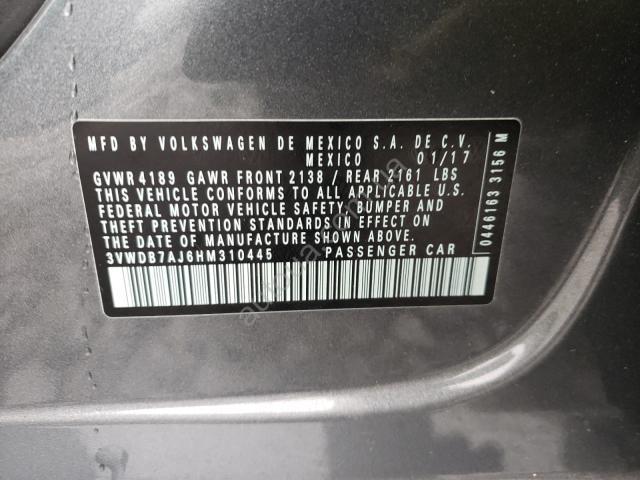 MFD BY VOLKSWAGEN DE MEXICO S.A. DE C.V.
MEXICO 01/17
GVWR 4189 GAWR FRONT 2138 / REAR 2161 LBS
THIS VEHICLE CONFORMS TO ALL APPLICABLE U.S.
FEDERAL MOTOR VEHICLE SAFETY, BUMPER AND
THEFT PREVENTION STANDARDS IN EFFECT ON
THE DATE OF MANUFACTURE SHOWN ABOVE.
3VWDB7AJ6HM310445 PASSENGER CAR
0446163 3156 M